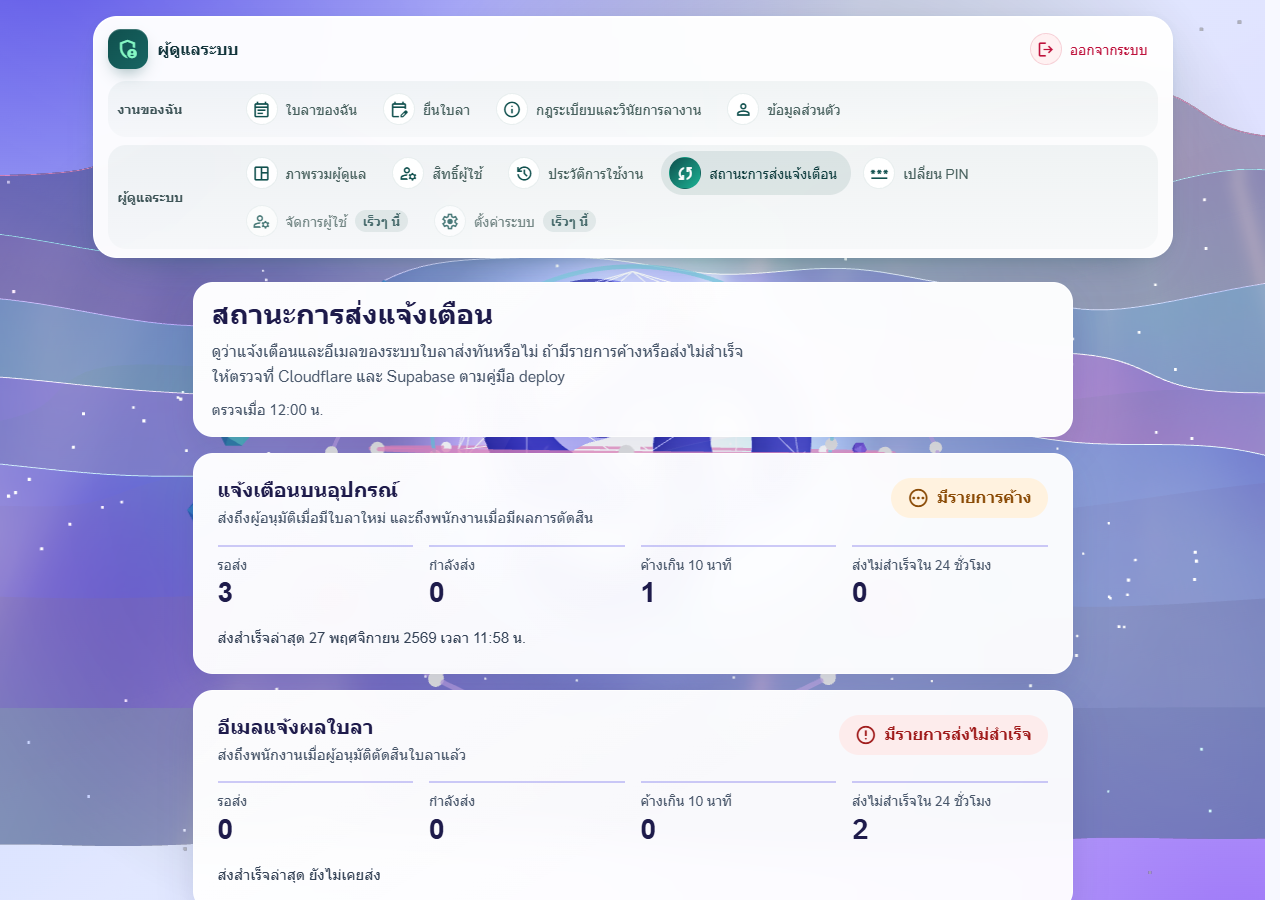 ผู้ดูแลระบบ
ออกจากระบบ
งานของฉัน
ใบลาของฉัน
ยื่นใบลา
กฎระเบียบและวินัยการลางาน
ข้อมูลส่วนตัว
ผู้ดูแลระบบ
ภาพรวมผู้ดูแล
สิทธิ์ผู้ใช้
ประวัติการใช้งาน
สถานะการส่งแจ้งเตือน
เปลี่ยน PIN
จัดการผู้ใช้ เร็วๆ นี้
ตั้งค่าระบบ เร็วๆ นี้
สถานะการส่งแจ้งเตือน
ดูว่าแจ้งเตือนและอีเมลของระบบใบลาส่งทันหรือไม่ ถ้ามีรายการค้างหรือส่งไม่สำเร็จ
ให้ตรวจที่ Cloudflare และ Supabase ตามคู่มือ deploy
ตรวจเมื่อ 12:00 น.
แจ้งเตือนบนอุปกรณ์
มีรายการค้าง
ส่งถึงผู้อนุมัติเมื่อมีใบลาใหม่ และถึงพนักงานเมื่อมีผลการตัดสิน
รอส่ง
3
กำลังส่ง
0
ค้างเกิน 10 นาที
1
ส่งไม่สำเร็จใน 24 ชั่วโมง
0
ส่งสำเร็จล่าสุด 27 พฤศจิกายน 2569 เวลา 11:58 น.
อีเมลแจ้งผลใบลา
มีรายการส่งไม่สำเร็จ
ส่งถึงพนักงานเมื่อผู้อนุมัติตัดสินใบลาแล้ว
รอส่ง
0
กำลังส่ง
0
ค้างเกิน 10 นาที
0
ส่งไม่สำเร็จใน 24 ชั่วโมง
2
ส่งสำเร็จล่าสุด ยังไม่เคยส่ง